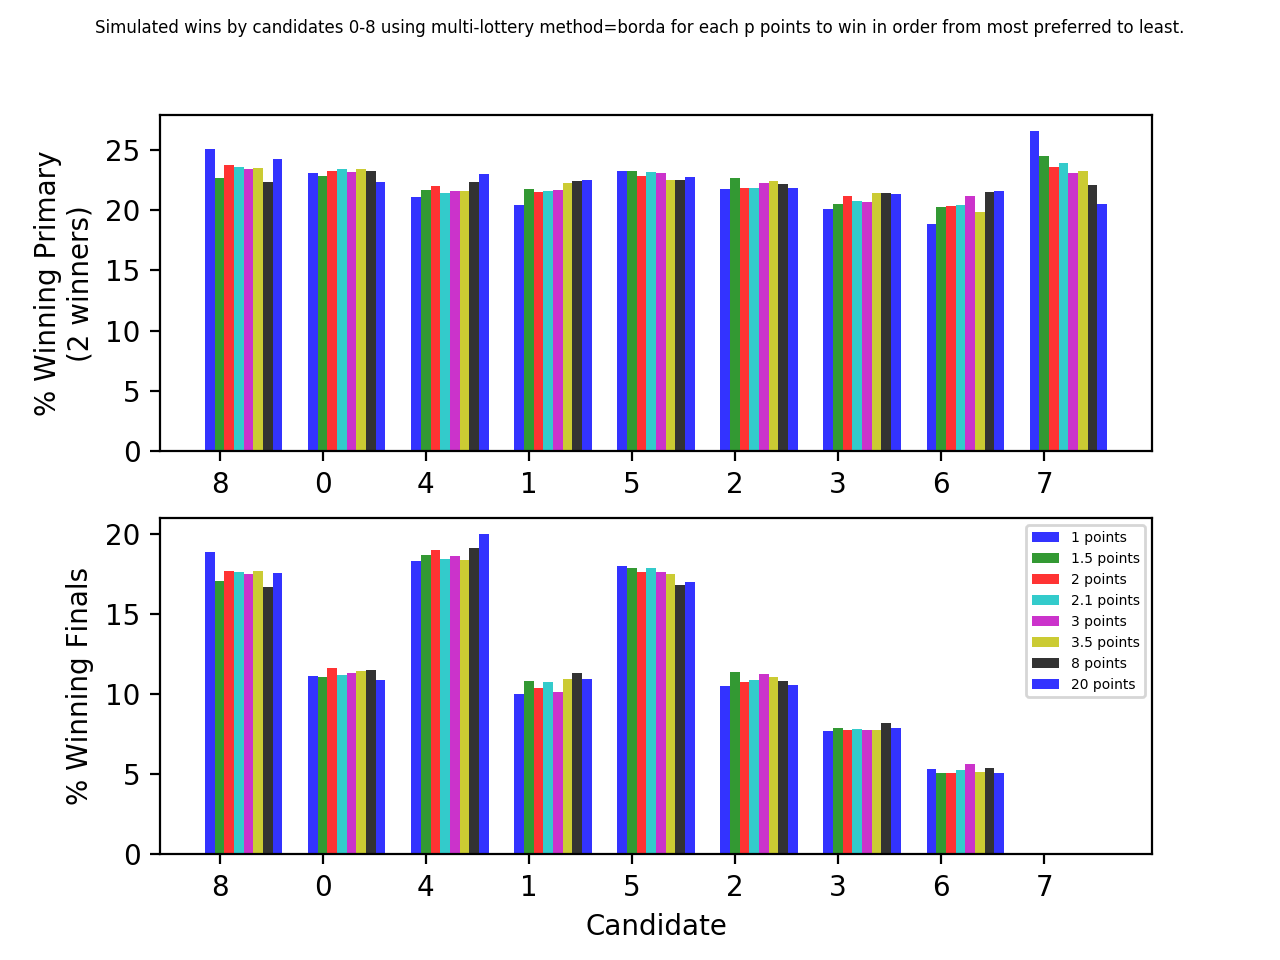 Simulated wins by candidates 0-8 using multi-lottery method=borda for each p points to win in order from most preferred to least.
% Winning Primary
(2 winners)
25
20
15
10
5
0
8 0 4 1 5 2 3 6 7
% Winning Finals
20
15
10
5
0
1 points
1.5 points
2 points
2.1 points
3 points
3.5 points
8 points
20 points
8 0 4 1 5 2 3 6 7
Candidate